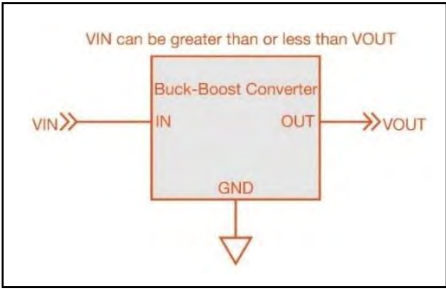 VIN can be greater than or less than VOUT
Buck-Boost Converter
VIN IN OUT VOUT
GND